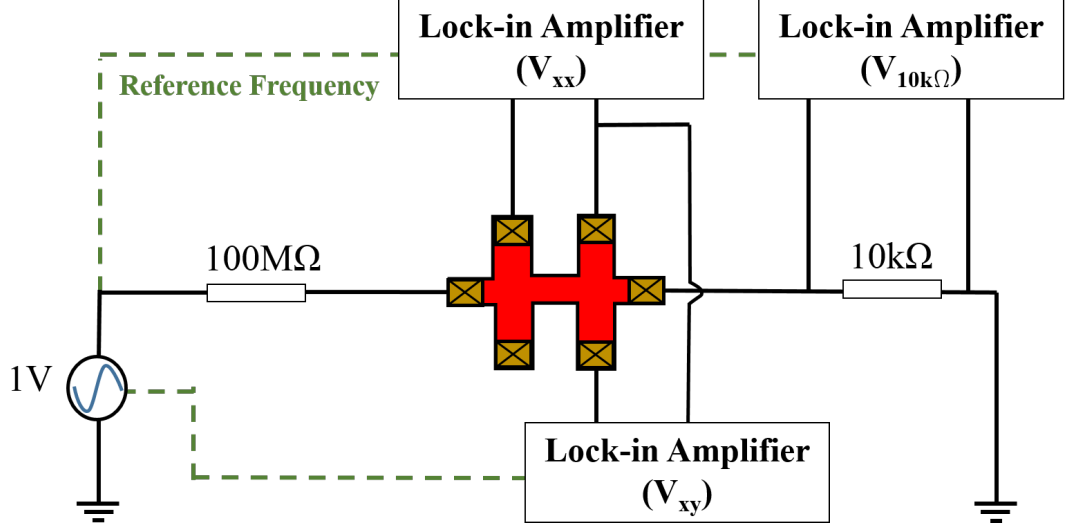 Lock-in Amplifier
(Vxx)
Lock-in Amplifier
(V10kΩ)
Reference Frequency
100MΩ
10kΩ
1V
Lock-in Amplifier
(Vxy)